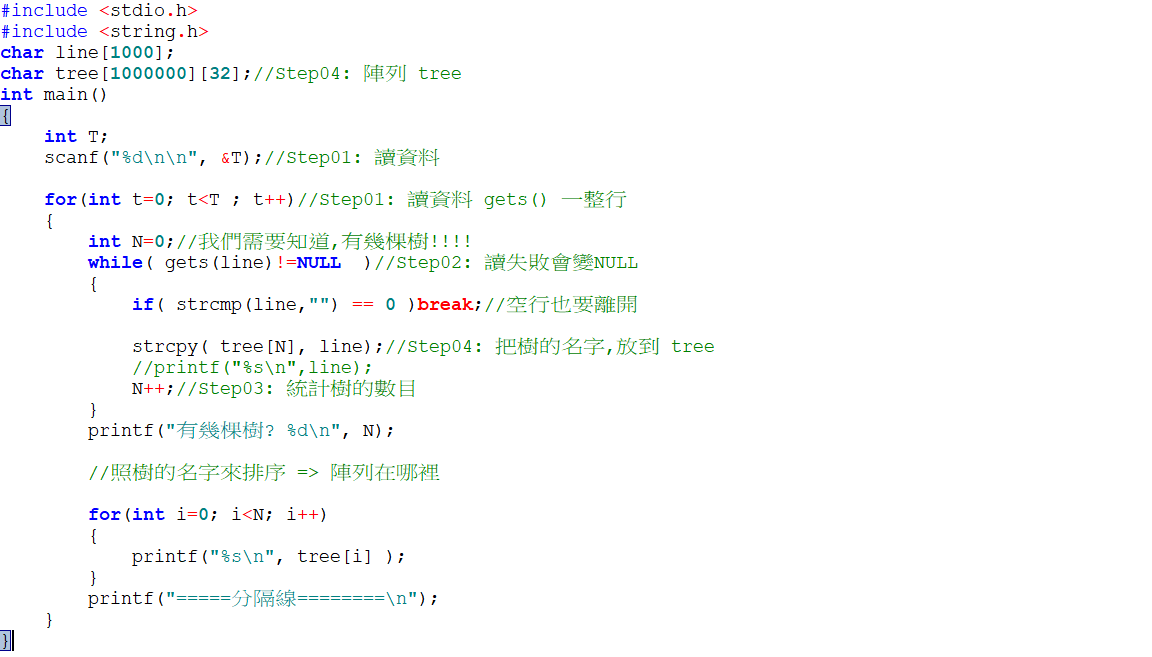 #include <stdio.h>
#include <string.h>
char line[1000];
char tree[1000000][32];//Step04: 陣列 tree
int main()
{
    int T;
    scanf("%d\n\n", &T);//Step01: 讀資料

    for(int t=0; t<T ; t++)//Step01: 讀資料 gets() 一整行
    {
        int N=0;//我們需要知道,有幾棵樹!!!!
        while( gets(line)!=NULL  )//Step02: 讀失敗會變NULL
        {
            if( strcmp(line,"") == 0 )break;//空行也要離開

            strcpy( tree[N], line);//Step04: 把樹的名字,放到 tree
            //printf("%s\n",line);
            N++;//Step03: 統計樹的數目
        }
        printf("有幾棵樹? %d\n", N);

        //照樹的名字來排序 => 陣列在哪裡

        for(int i=0; i<N; i++)
        {
            printf("%s\n", tree[i] );
        }
        printf("=====分隔線========\n");
    }
}